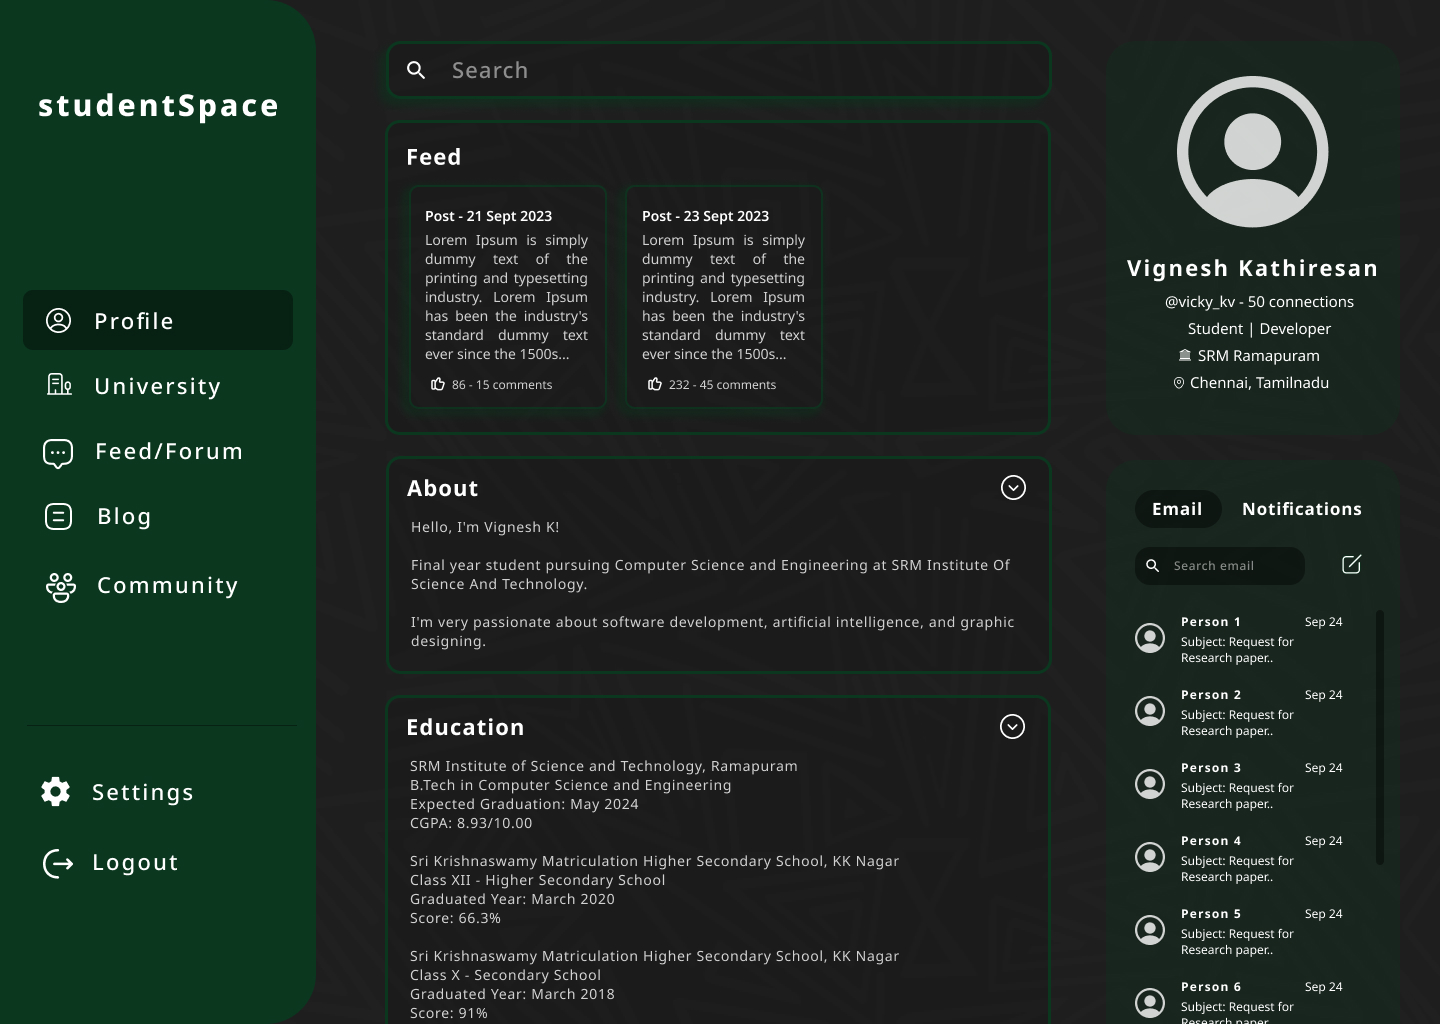 studentSpace
Profile
University
Feed/Forum
Blog
Community
Settings
Logout
Search
Feed
Post - 21 Sept 2023
Lorem Ipsum is simply
dummy text of the
printing and typesetting
industry. Lorem Ipsum
has been the industry's
standard dummy text
ever since the 1500s...
86 - 15 comments
Post - 23 Sept 2023
Lorem Ipsum is simply
dummy text of the
printing and typesetting
industry. Lorem Ipsum
has been the industry's
standard dummy text
ever since the 1500s...
232 - 45 comments
About
Hello, I'm Vignesh K!
Final year student pursuing Computer Science and Engineering at SRM Institute Of
Science And Technology.
I'm very passionate about software development, artificial intelligence, and graphic
designing.
Education
SRM Institute of Science and Technology, Ramapuram
B.Tech in Computer Science and Engineering
Expected Graduation: May 2024
CGPA: 8.93/10.00
Sri Krishnaswamy Matriculation Higher Secondary School, KK Nagar
Class XII - Higher Secondary School
Graduated Year: March 2020
Score: 66.3%
Sri Krishnaswamy Matriculation Higher Secondary School, KK Nagar
Class X - Secondary School
Graduated Year: March 2018
Score: 91%
Vignesh Kathiresan
@vicky_kv - 50 connections
Student | Developer
SRM Ramapuram
Chennai, Tamilnadu
Email Notifications
Search email
Person 1 Sep 24
Subject: Request for
Research paper..
Person 2 Sep 24
Subject: Request for
Research paper..
Person 3 Sep 24
Subject: Request for
Research paper..
Person 4 Sep 24
Subject: Request for
Research paper..
Person 5 Sep 24
Subject: Request for
Research paper..
Person 6 Sep 24
Subject: Request for
Research paper..